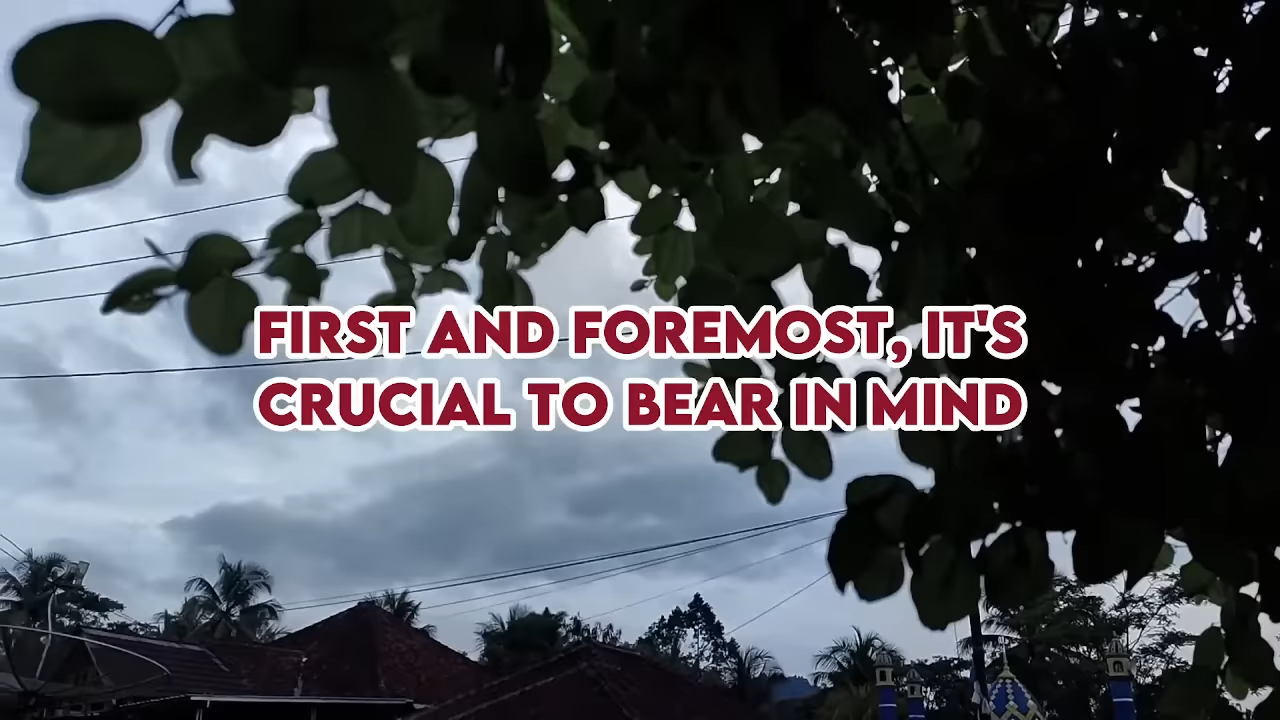 FIRST AND FOREMOST, IT'S
CRUCIAL TO BEAR IN MIND